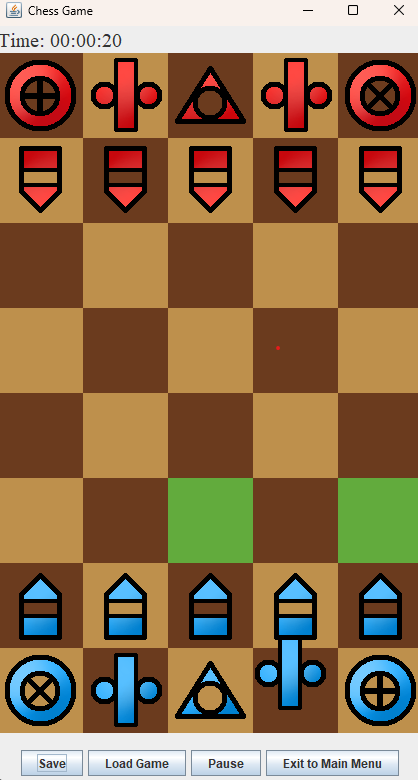 Chess Game
Time: 00:00:20
Save
Load Game
Pause
Exit to Main Menu